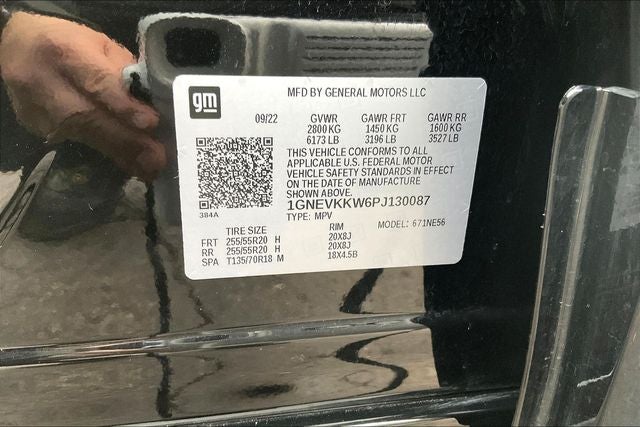 gm
MFD BY GENERAL MOTORS LLC
09/22 GVWR GAWR FRT GAWR RR
2800 KG 1450 KG 1600 KG
6173 LB 3196 LB 3527 LB
THIS VEHICLE CONFORMS TO ALL
APPLICABLE U.S. FEDERAL MOTOR
VEHICLE SAFETY STANDARDS IN EFFECT
ON THE DATE OF MANUFACTURE
SHOWN ABOVE.
1GNEVKKW6PJ130087
384A
TYPE: MPV MODEL: 671NE56
TIRE SIZE RIM
FRT 255/55R20 H 20X8J
RR 255/55R20 H 20X8J
SPA T135/70R18 M 18X4.5B